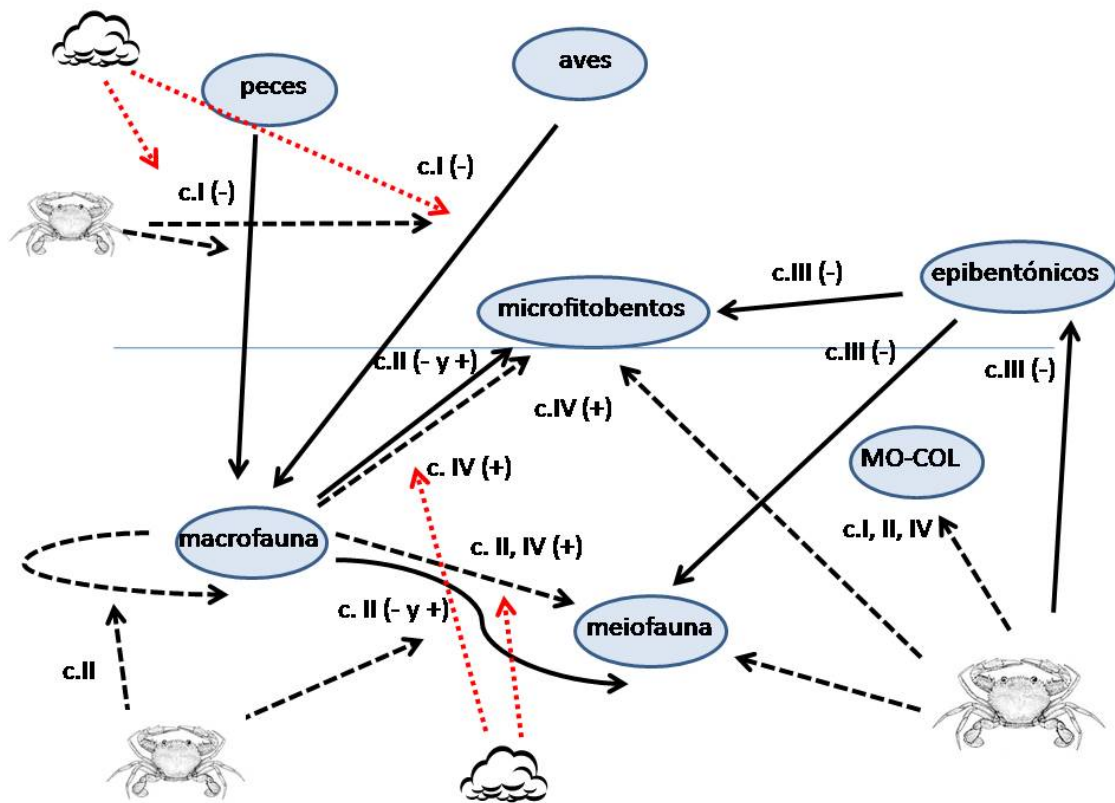 aves
peces
c.I (-)
c.I (-)
epibentónicos
c.III (-)
microfitobentos
c.II (- y +)
c.III (-)
c.III (-)
c.IV (+)
MO-COL
c. IV (+)
macrofauna
c.I, II, IV
c. II, IV (+)
c. II (- y +)
meiofauna
c.II